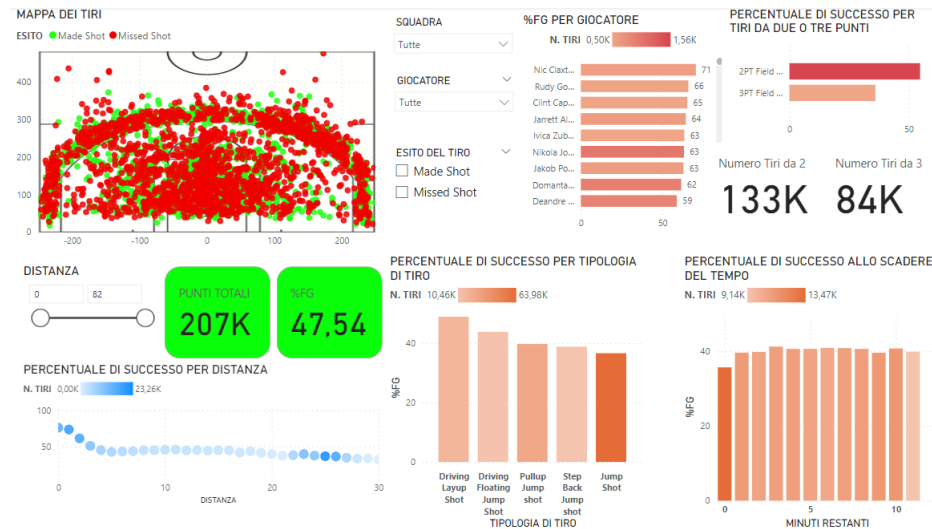 MAPPA DEI TIRI
ESITO Made Shot Missed Shot
400
300
200
100
0
-200 -100 0 100 200
SQUADRA
Tutte
GIOCATORE
Tutte
ESITO DEL TIRO
Made Shot
Missed Shot
%FG PER GIOCATORE
N. TIRI 0,50K 1,56K
Nic Claxt... 71
Rudy Go... 66
Clint Cap... 65
Jarrett Al... 64
Ivica Zub... 63
Nikola Jo... 63
Jakob Po... 63
Domanta... 62
Deandre ... 59
0 50
PERCENTUALE DI SUCCESSO PER
TIRI DA DUE O TRE PUNTI
2PT Field ...
3PT Field ...
0 50
Numero Tiri da 2 Numero Tiri da 3
133K 84K
DISTANZA
0 82
PUNTI TOTALI
207K
%FG
47,54
PERCENTUALE DI SUCCESSO PER DISTANZA
N. TIRI 0,00K 23,26K
100
50
0 10 20 30
DISTANZA
PERCENTUALE DI SUCCESSO PER TIPOLOGIA
DI TIRO
N. TIRI 10,46K 63,98K
%FG
40
20
0
Driving Layup Shot
Driving Floating Jump Shot
Pullup Jump shot
Step Back Jump shot
Jump Shot
TIPOLOGIA DI TIRO
PERCENTUALE DI SUCCESSO ALLO SCADERE
DEL TEMPO
N. TIRI 9,14K 13,47K
%FG
40
20
0
0 5 10
MINUTI RESTANTI